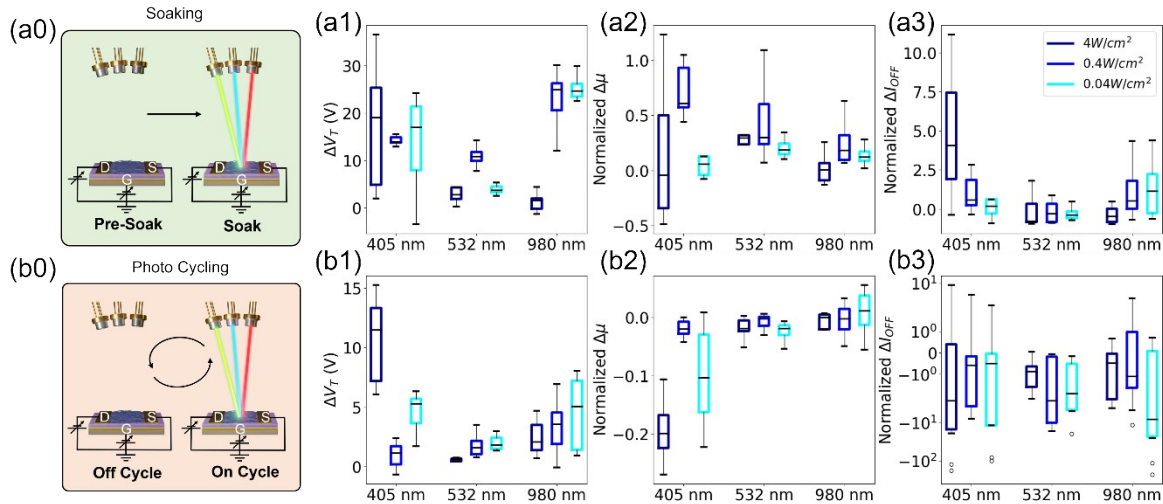 Soaking
(a0)
D
S
G
Pre-Soak
D
S
G
Soak
(a1)
ΔV_T (V)
30
20
10
0
405 nm
532 nm
980 nm
(a2)
Normalized Δμ
1.0
0.5
0.0
−0.5
405 nm
532 nm
980 nm
(a3)
Normalized ΔI_OFF
10.0
7.5
5.0
2.5
0.0
405 nm
532 nm
980 nm
4W/cm²
0.4W/cm²
0.04W/cm²
Photo Cycling
(b0)
D
S
G
Off Cycle
D
S
G
On Cycle
(b1)
ΔV_T (V)
15
10
5
0
405 nm
532 nm
980 nm
(b2)
Normalized Δμ
0.0
−0.1
−0.2
405 nm
532 nm
980 nm
(b3)
Normalized ΔI_OFF
10¹
10⁰
0
−10⁰
−10¹
−10²
405 nm
532 nm
980 nm